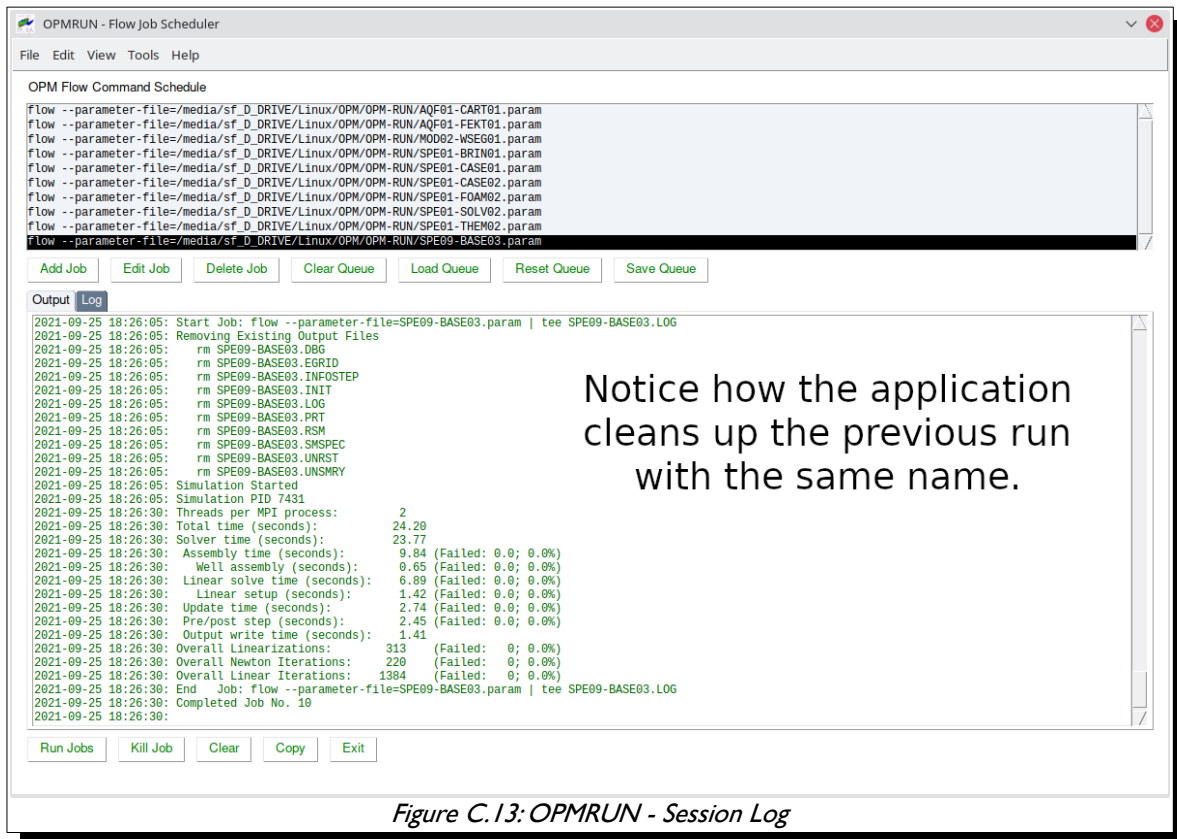 OPMRUN - Flow Job Scheduler
File Edit View Tools Help
OPM Flow Command Schedule
flow --parameter-file=/media/sf_D_DRIVE/Linux/OPM/OPM-RUN/AQF01-CART01.param
flow --parameter-file=/media/sf_D_DRIVE/Linux/OPM/OPM-RUN/AQF01-FEKT01.param
flow --parameter-file=/media/sf_D_DRIVE/Linux/OPM/OPM-RUN/MOD02-WSEG01.param
flow --parameter-file=/media/sf_D_DRIVE/Linux/OPM/OPM-RUN/SPE01-BRIN01.param
flow --parameter-file=/media/sf_D_DRIVE/Linux/OPM/OPM-RUN/SPE01-CASE01.param
flow --parameter-file=/media/sf_D_DRIVE/Linux/OPM/OPM-RUN/SPE01-CASE02.param
flow --parameter-file=/media/sf_D_DRIVE/Linux/OPM/OPM-RUN/SPE01-FOAM02.param
flow --parameter-file=/media/sf_D_DRIVE/Linux/OPM/OPM-RUN/SPE01-SOLV02.param
flow --parameter-file=/media/sf_D_DRIVE/Linux/OPM/OPM-RUN/SPE01-THEM02.param
flow --parameter-file=/media/sf_D_DRIVE/Linux/OPM/OPM-RUN/SPE09-BASE03.param
Add Job Edit Job Delete Job Clear Queue Load Queue Reset Queue Save Queue
Output Log
2021-09-25 18:26:05: Start Job: flow --parameter-file=SPE09-BASE03.param | tee SPE09-BASE03.LOG
2021-09-25 18:26:05: Removing Existing Output Files
2021-09-25 18:26:05: rm SPE09-BASE03.DBG
2021-09-25 18:26:05: rm SPE09-BASE03.EGRID
2021-09-25 18:26:05: rm SPE09-BASE03.INFOSTEP
2021-09-25 18:26:05: rm SPE09-BASE03.INIT
2021-09-25 18:26:05: rm SPE09-BASE03.LOG
2021-09-25 18:26:05: rm SPE09-BASE03.PRT
2021-09-25 18:26:05: rm SPE09-BASE03.RSM
2021-09-25 18:26:05: rm SPE09-BASE03.SMSPEC
2021-09-25 18:26:05: rm SPE09-BASE03.UNRST
2021-09-25 18:26:05: rm SPE09-BASE03.UNSMRY
2021-09-25 18:26:05: Simulation Started
2021-09-25 18:26:05: Simulation PID 7431
2021-09-25 18:26:30: Threads per MPI process: 2
2021-09-25 18:26:30: Total time (seconds): 24.20
2021-09-25 18:26:30: Solver time (seconds): 23.77
2021-09-25 18:26:30: Assembly time (seconds): 9.84 (Failed: 0.0; 0.0%)
2021-09-25 18:26:30: Well assembly (seconds): 0.65 (Failed: 0.0; 0.0%)
2021-09-25 18:26:30: Linear solve time (seconds): 6.89 (Failed: 0.0; 0.0%)
2021-09-25 18:26:30: Linear setup (seconds): 1.42 (Failed: 0.0; 0.0%)
2021-09-25 18:26:30: Update time (seconds): 2.74 (Failed: 0.0; 0.0%)
2021-09-25 18:26:30: Pre/post step (seconds): 2.45 (Failed: 0.0; 0.0%)
2021-09-25 18:26:30: Output write time (seconds): 1.41
2021-09-25 18:26:30: Overall Linearizations: 313 (Failed: 0; 0.0%)
2021-09-25 18:26:30: Overall Newton Iterations: 220 (Failed: 0; 0.0%)
2021-09-25 18:26:30: Overall Linear Iterations: 1384 (Failed: 0; 0.0%)
2021-09-25 18:26:30: End Job: flow --parameter-file=SPE09-BASE03.param | tee SPE09-BASE03.LOG
2021-09-25 18:26:30: Completed Job No. 10
2021-09-25 18:26:30:
Notice how the application
cleans up the previous run
with the same name.
Run Jobs Kill Job Clear Copy Exit
Figure C.13: OPMRUN - Session Log